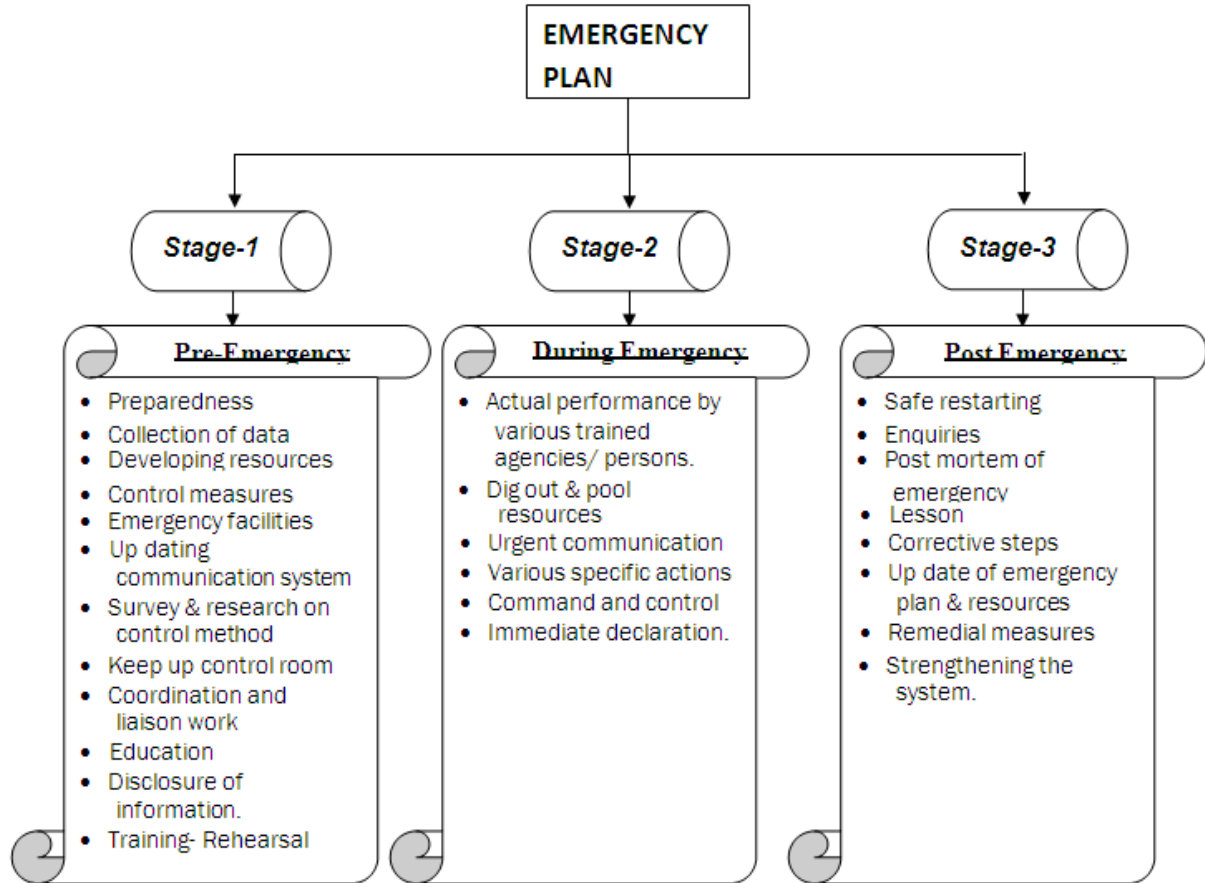 EMERGENCY
PLAN
Stage-1
Stage-2
Stage-3
Pre-Emergency
• Preparedness
• Collection of data
• Developing resources
• Control measures
• Emergency facilities
• Up dating
communication system
• Survey & research on
control method
• Keep up control room
• Coordination and
liaison work
• Education
• Disclosure of
information.
• Training- Rehearsal
During Emergency
• Actual performance by
various trained
agencies/ persons.
• Dig out & pool
resources
• Urgent communication
• Various specific actions
• Command and control
• Immediate declaration.
Post Emergency
• Safe restarting
• Enquiries
• Post mortem of
emergency
• Lesson
• Corrective steps
• Up date of emergency
plan & resources
• Remedial measures
• Strengthening the
system.